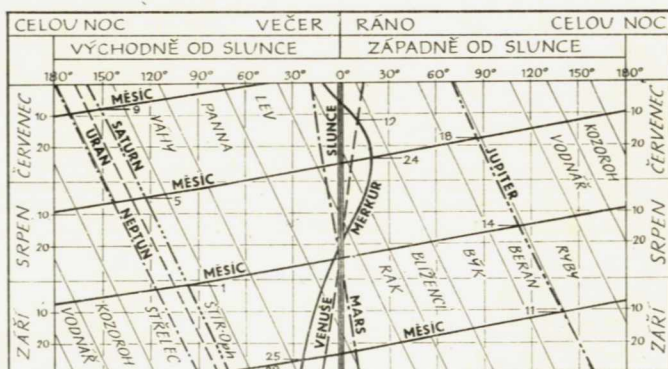 CELOU NOC VEČER RÁNO CELOU NOC
VÝCHODNĚ OD SLUNCE ZÁPADNĚ OD SLUNCE
180° 150° 120° 90° 60° 30° 0° 30° 60° 90° 120° 150° 180°
ČERVENEC
10
20
SRPEN
10
20
ZÁŘÍ
10
20
MĚSÍC
9
URAN
SATURN
NEPTUN
VÁHY
PANNA
LEV
SLUNCE
12
18
24
MERKUR
JUPITER
VODNÁŘ
KOZOROH
MĚSÍC
5
14
MĚSÍC
1
RAK
BLÍŽENCI
BÝK
BERAN
RYBY
VODNÁŘ
KOZOROH
STŘELEC
ŠTÍR-Oph
VENUŠE
MARS
MĚSÍC
11
25
10
20
ČERVENEC
10
20
SRPEN
10
20
ZÁŘÍ